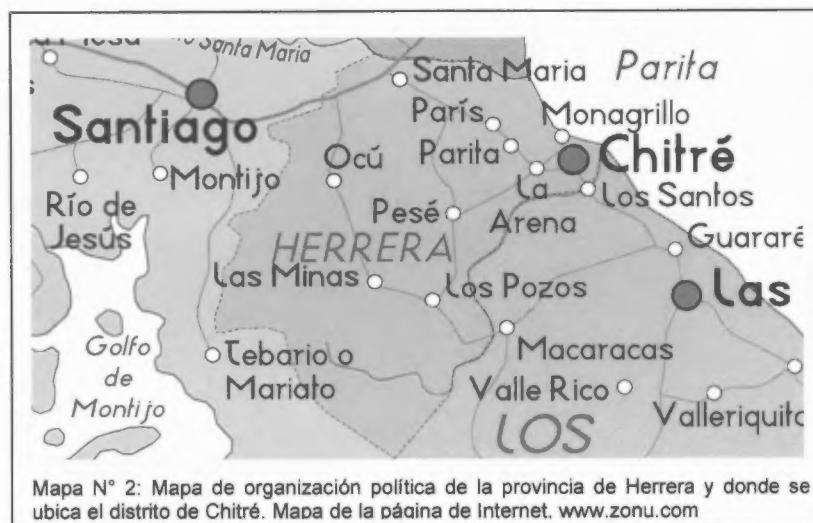 Santa Maria
Santa Maria
Parita
París
Monagrillo
Santiago
Parita
Chitré
Ocú
Montijo
La
Arena
Los Santos
Río de
Jesús
Pesé
Guararé
HERRERA
Las Minas
Los Pozos
Las
Golfo
de
Montijo
Tebario o
Mariato
Macaracas
Valle Rico
LOS
Valleriquito
Mapa N° 2: Mapa de organización política de la provincia de Herrera y donde se
ubica el distrito de Chitré. Mapa de la página de Internet. www.zonu.com